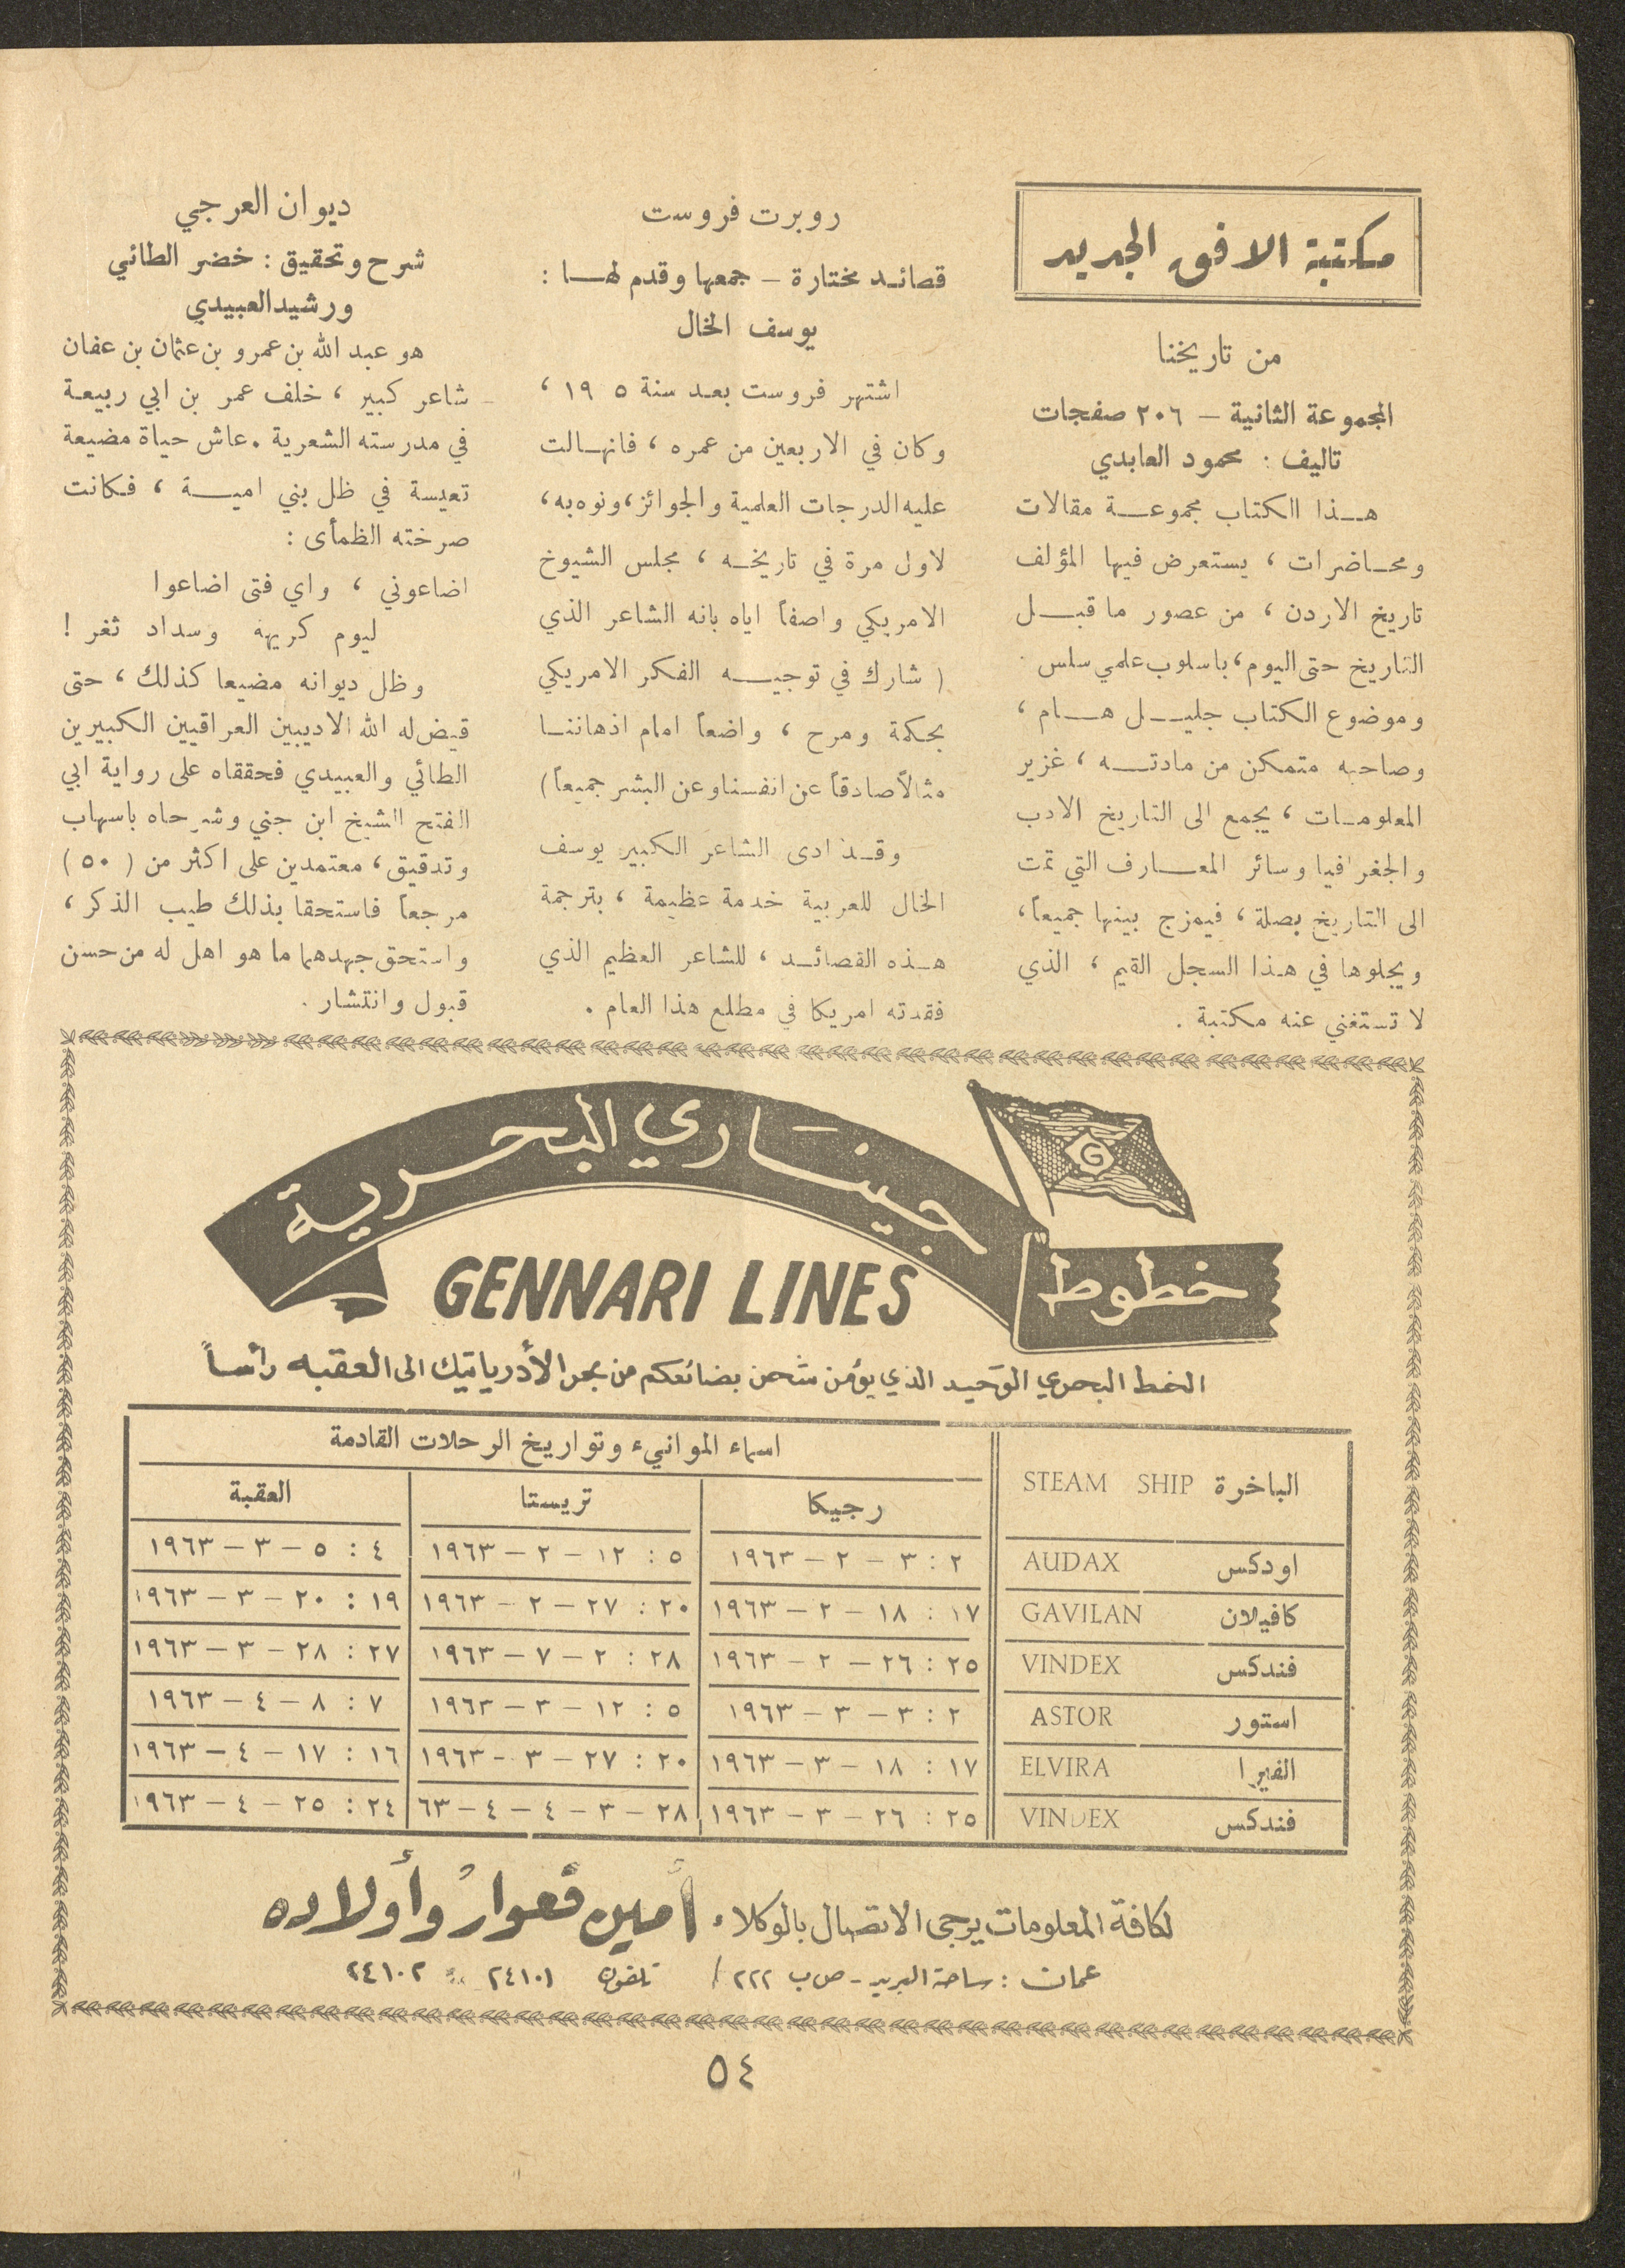 مكتبة الافق الجديد
من تاريخنا
المجموعة الثانية – ٢٠٦ صفحات
تاليف : محمود العابدي
هـذا الكتاب مجموعـة مقالات
ومحـاضرات ، يستعرض فيها المؤلف
تاريخ الاردن ، من عصور ما قبـل
التاريخ حتى اليوم ، باسلوب علمي سلس .
وموضوع الكتاب جليـل هـام ،
وصاحبه متمكن من مادتـه ، غزير
المعلومـات ، يجمع الى التاريخ الادب
والجغرافيا وسائر المعـارف التي تمت
الى التاريخ بصلة ، فيمزج بينها جميعاً ،
ويجلوها في هـذا السجل القيم ، الذي
لا تستغني عنه مكتبة .
روبرت فروست
قصائـد مختارة – جمعها وقدم لهـا :
يوسف الخال
اشتهر فروست بعـد سنة ٥ ١٩ ،
وكان في الاربعين من عمره ، فانهـالت
عليه الدرجات العلمية والجوائز ، ونوه به ،
لاول مرة في تاريخـه ، مجلس الشيوخ
الامريكي واصفاً اياه بانه الشاعر الذي
( شارك في توجيـه الفكر الامريكي
بحكمة ومرح ، واضعاً امام اذهاننـا
مثالاً صادقاً عن انفسنا وعن البشر جميعاً )
وقـد ادى الشاعر الكبير يوسف
الخال للعربية خدمة عظيمة ، بترجمة
هـذه القصائـد ، للشاعر العظيم الذي
فقدته امريكا في مطلع هذا العام .
ديوان العرجي
شرح وتحقيق : خضر الطائي
ورشيد العبيدي
هو عبد الله بن عمرو بن عثمان بن عفان
شاعر كبير ، خلف عمر بن ابي ربيعة
في مدرسته الشعرية . عاش حياة مضيعة
تعيسة في ظل بني اميـة ، فكانت
صرخته الظمأى :
اضاعوني ، واي فتى اضاعوا
ليوم كريهة وسداد ثغر !
وظل ديوانه مضيعا كذلك ، حتى
قيض له الله الاديبين العراقيين الكبيرين
الطائي والعبيدي فحققاه على رواية ابي
الفتح الشيخ ابن جني وشرحاه باسهاب
وتدقيق ، معتمدين على اكثر من ( ٥٠ )
مرجعاً فاستحقا بذلك طيب الذكر ،
واستحق جهدهما ما هو اهل له من حسن
قبول وانتشار .
G
خطوط جيناري البحرية
GENNARI LINES
الخط البحري الوحيد الذي يؤمن شحن بضائعكم من بحر الأدرياتيك الى العقبه رأساً
اسماء الموانيء وتواريخ الرحلات القادمة
الباخرة STEAM SHIP رجيكا تريستا العقبة
اودكس AUDAX ٢ : ٣ – ٢ – ١٩٦٣ ٥ : ١٢ – ٢ – ١٩٦٣ ٤ : ٥ – ٣ – ١٩٦٣
كافيلان GAVILAN ١٧ : ١٨ – ٢ – ١٩٦٣ ٢٠ : ٢٧ – ٢ – ١٩٦٣ ١٩ : ٢٠ – ٣ – ١٩٦٣
فندكس VINDEX ٢٥ : ٢٦ – ٢ – ١٩٦٣ ٢٨ : ٢ – ٧ – ١٩٦٣ ٢٧ : ٢٨ – ٣ – ١٩٦٣
استور ASTOR ٢ : ٣ – ٣ – ١٩٦٣ ٥ : ١٢ – ٣ – ١٩٦٣ ٧ : ٨ – ٤ – ١٩٦٣
الفيرا ELVIRA ١٧ : ١٨ – ٣ – ١٩٦٣ ٢٠ : ٢٧ – ٣ – ١٩٦٣ ١٦ : ١٧ – ٤ – ١٩٦٣
فندكس VINDEX ٢٥ : ٢٦ – ٣ – ١٩٦٣ ٢٨ – ٣ – ٤ – ٤ – ٦٣ ٢٤ : ٢٥ – ٤ – ١٩٦٣
لكافة المعلومات يرجى الاتصال بالوكلاء أمين قعوار وأولاده
عمان : ساحة البريد - ص ب ٢٢٢ / تلفون ٢٤١٠١ ٢٤١٠٢
٥٤